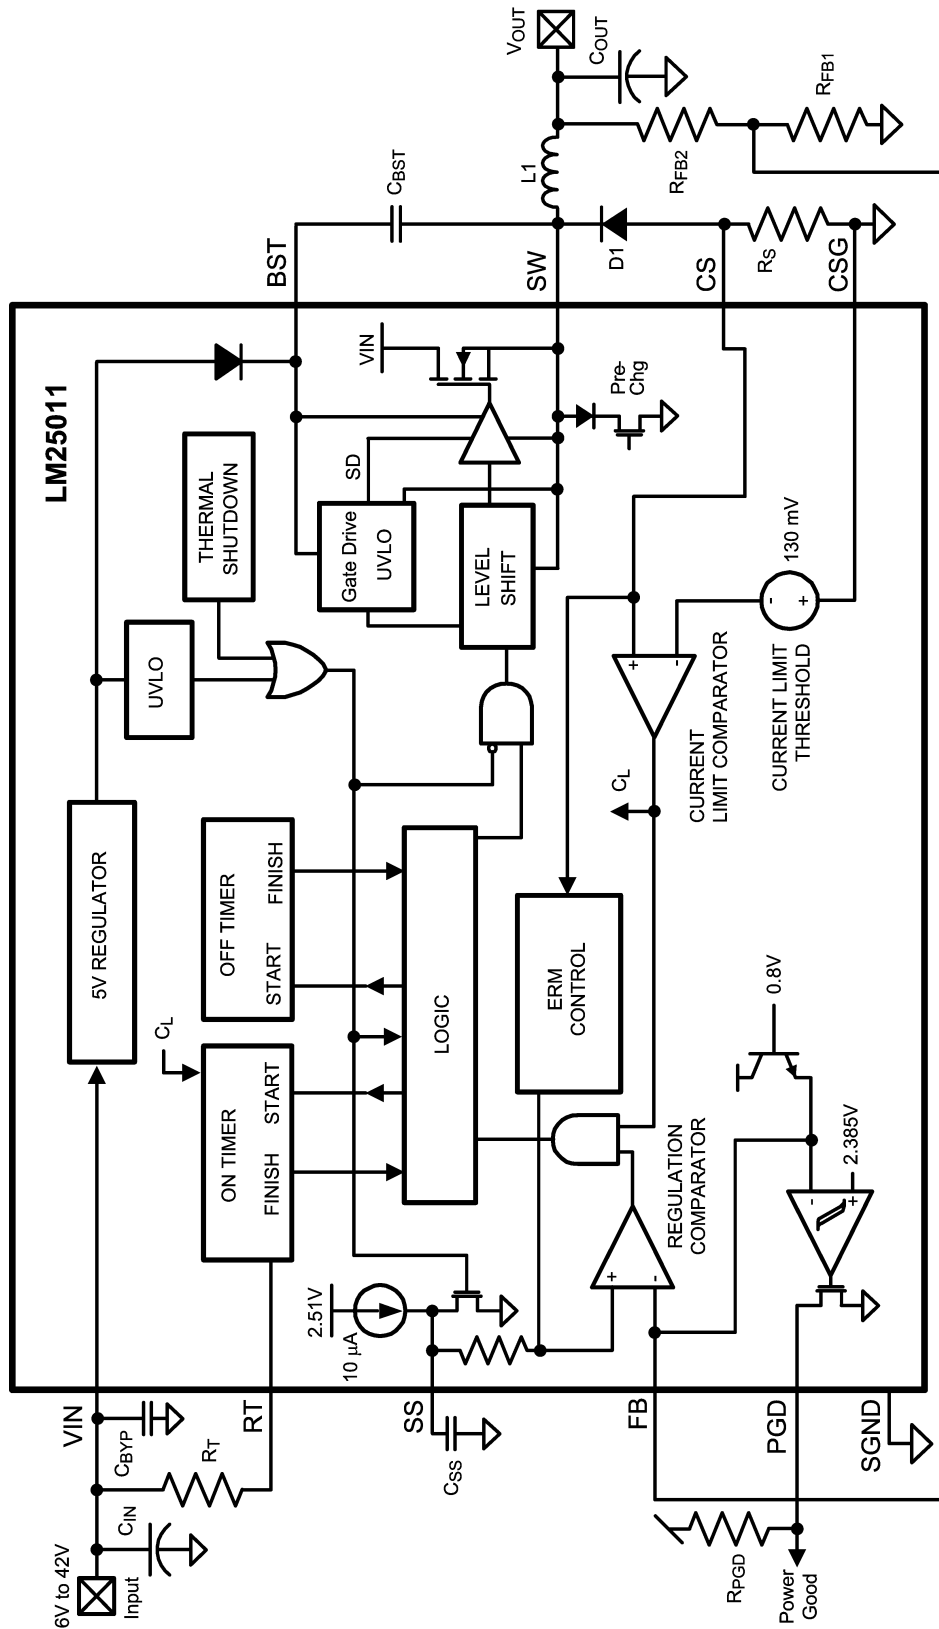 LM25011
6V to 42V
Input
CIN
CBYP
VIN
RT
RT
5V REGULATOR
UVLO
THERMAL
SHUTDOWN
CL
ON TIMER
FINISH START
OFF TIMER
START FINISH
LOGIC
Gate Drive
UVLO
SD
LEVEL
SHIFT
VIN
BST
CBST
SW
L1
VOUT
COUT
RFB2
RFB1
D1
CS
RS
CSG
Pre-
Chg
2.51V
10 µA
SS
CSS
ERM
CONTROL
CL
+
-
CURRENT
LIMIT COMPARATOR
-
+
130 mV
CURRENT LIMIT
THRESHOLD
+
-
REGULATION
COMPARATOR
0.8V
2.385V
-
+
FB
PGD
SGND
RPGD
Power
Good